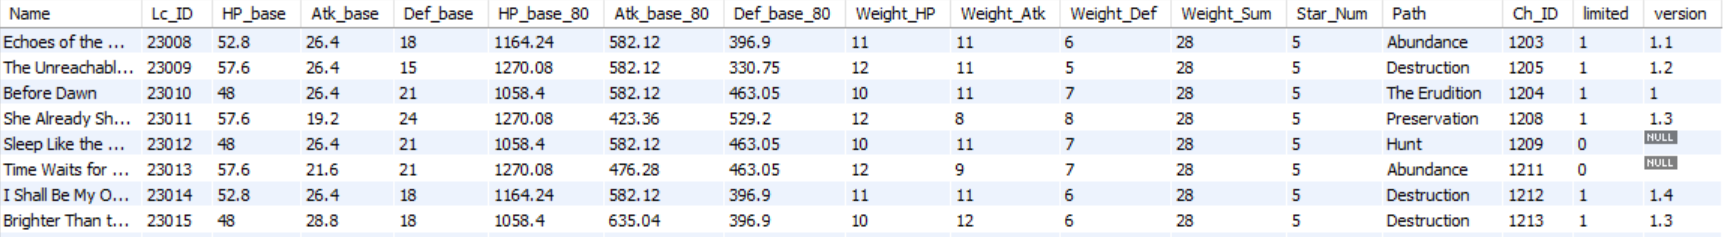 Name Lc_ID HP_base Atk_base Def_base HP_base_80 Atk_base_80 Def_base_80 Weight_HP Weight_Atk Weight_Def Weight_Sum Star_Num Path Ch_ID limited version
Echoes of the ... 23008 52.8 26.4 18 1164.24 582.12 396.9 11 11 6 28 5 Abundance 1203 1 1.1
The Unreachabl... 23009 57.6 26.4 15 1270.08 582.12 330.75 12 11 5 28 5 Destruction 1205 1 1.2
Before Dawn 23010 48 26.4 21 1058.4 582.12 463.05 10 11 7 28 5 The Erudition 1204 1 1
She Already Sh... 23011 57.6 19.2 24 1270.08 423.36 529.2 12 8 8 28 5 Preservation 1208 1 1.3
Sleep Like the ... 23012 48 26.4 21 1058.4 582.12 463.05 10 11 7 28 5 Hunt 1209 0 NULL
Time Waits for ... 23013 57.6 21.6 21 1270.08 476.28 463.05 12 9 7 28 5 Abundance 1211 0 NULL
I Shall Be My O... 23014 52.8 26.4 18 1164.24 582.12 396.9 11 11 6 28 5 Destruction 1212 1 1.4
Brighter Than t... 23015 48 28.8 18 1058.4 635.04 396.9 10 12 6 28 5 Destruction 1213 1 1.3